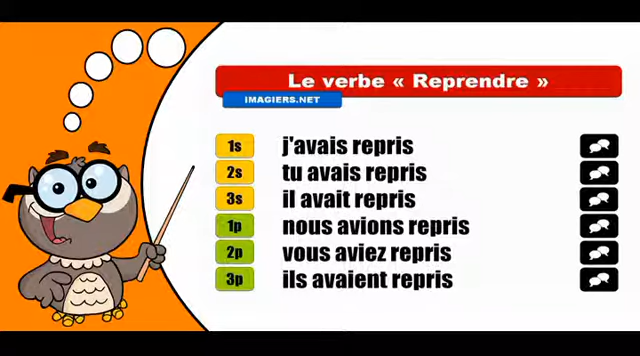 Le verbe « Reprendre »
IMAGIERS.NET
1s j'avais repris
2s tu avais repris
3s il avait repris
1p nous avions repris
2p vous aviez repris
3p ils avaient repris